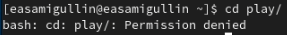 [easamigullin@easamigullin ~]$ cd play/
bash: cd: play/: Permission denied